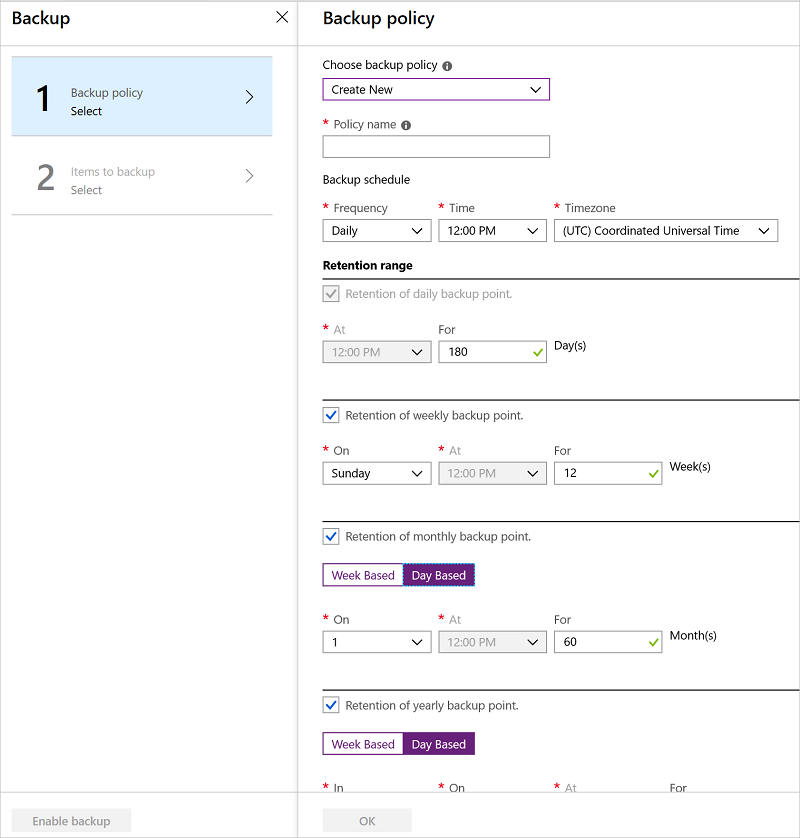 Backup
1
Backup policy
Select
2
Items to backup
Select
Enable backup
Backup policy
Choose backup policy
Create New
* Policy name
Backup schedule
* Frequency * Time * Timezone
Daily 12:00 PM (UTC) Coordinated Universal Time
Retention range
Retention of daily backup point.
* At For
12:00 PM 180 Day(s)
Retention of weekly backup point.
* On * At For
Sunday 12:00 PM 12 Week(s)
Retention of monthly backup point.
Week Based Day Based
* On * At For
1 12:00 PM 60 Month(s)
Retention of yearly backup point.
Week Based Day Based
* In * On * At For
OK